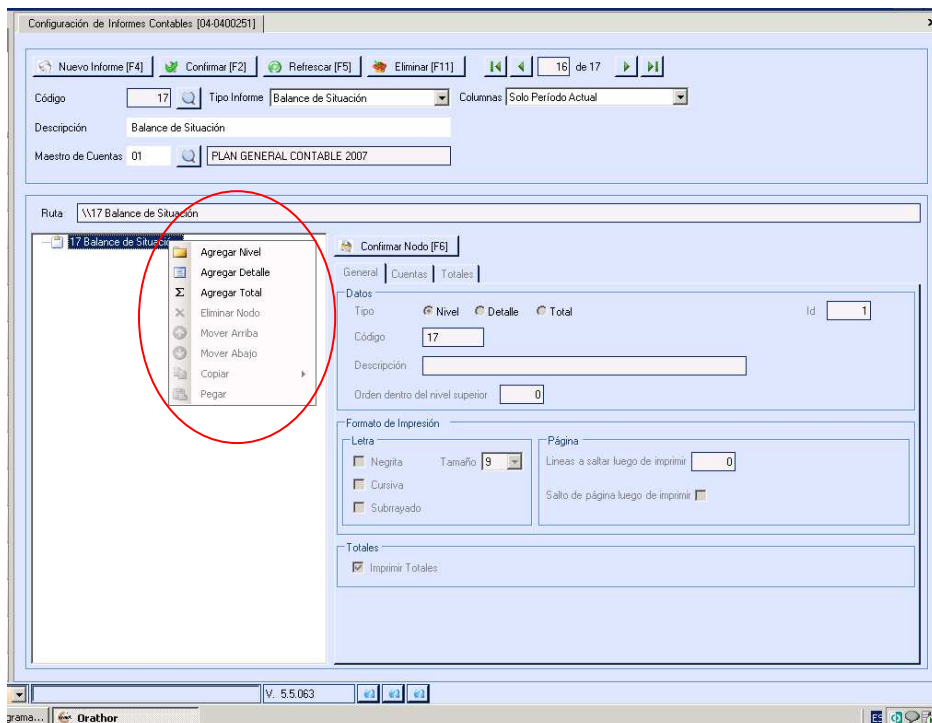 Configuración de Informes Contables [04-0400251]
Nuevo Informe [F4] Confirmar [F2] Refrescar [F5] Eliminar [F11] 16 de 17
Código 17 Tipo Informe Balance de Situación Columnas Solo Período Actual
Descripción Balance de Situación
Maestro de Cuentas 01 PLAN GENERAL CONTABLE 2007
Ruta \\17 Balance de Situación
17 Balance de Situación
Agregar Nivel
Agregar Detalle
Σ Agregar Total
Eliminar Nodo
Mover Arriba
Mover Abajo
Copiar
Pegar
Confirmar Nodo [F6]
General Cuentas Totales
Datos
Tipo Nivel Detalle Total Id 1
Código 17
Descripción
Orden dentro del nivel superior 0
Formato de Impresión
Letra
Negrita Tamaño 9
Cursiva
Subrrayado
Página
Lineas a saltar luego de imprimir 0
Salto de página luego de imprimir
Totales
Imprimir Totales
V. 5.5.063
grama... Orathor ES